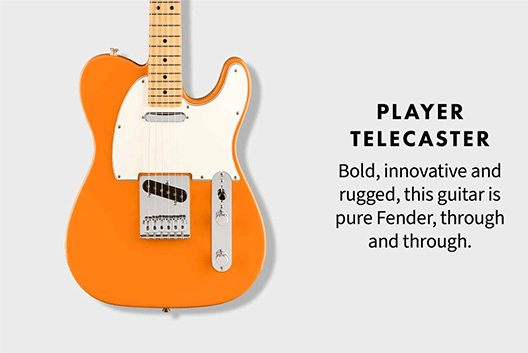 PLAYER
TELECASTER
Bold, innovative and
rugged, this guitar is
pure Fender, through
and through.